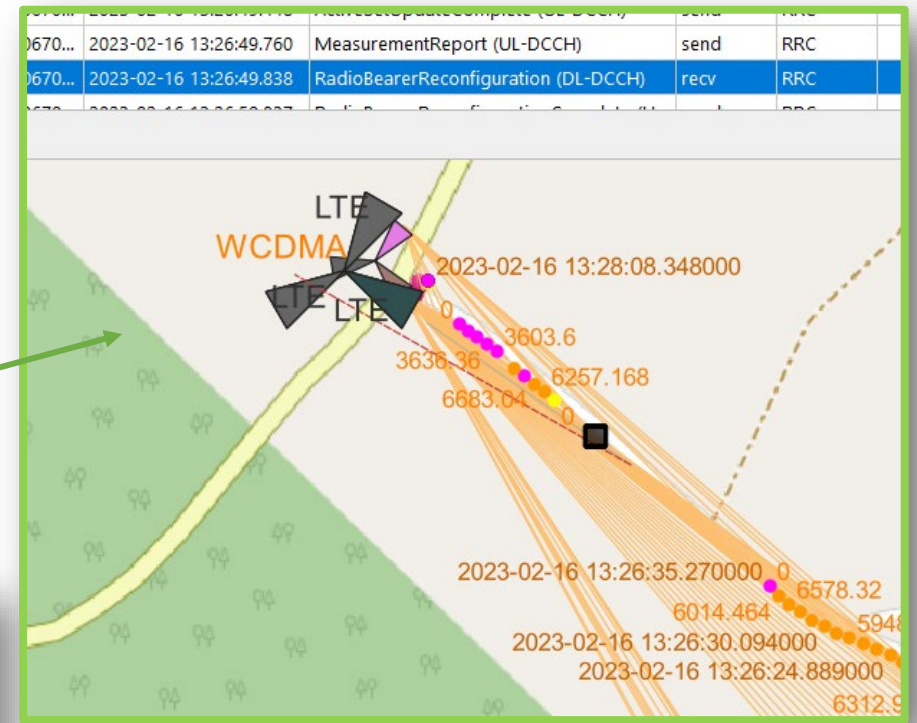 0670... 2023-02-16 13:26:49.760 MeasurementReport (UL-DCCH) send RRC
0670... 2023-02-16 13:26:49.838 RadioBearerReconfiguration (DL-DCCH) recv RRC
LTE
WCDMA
2023-02-16 13:28:08.348000
LTE
LTE
0
3603.6
3636.36
6257.168
6683.04
0
2023-02-16 13:26:35.270000
0
6578.32
6014.464
2023-02-16 13:26:30.094000
2023-02-16 13:26:24.889000